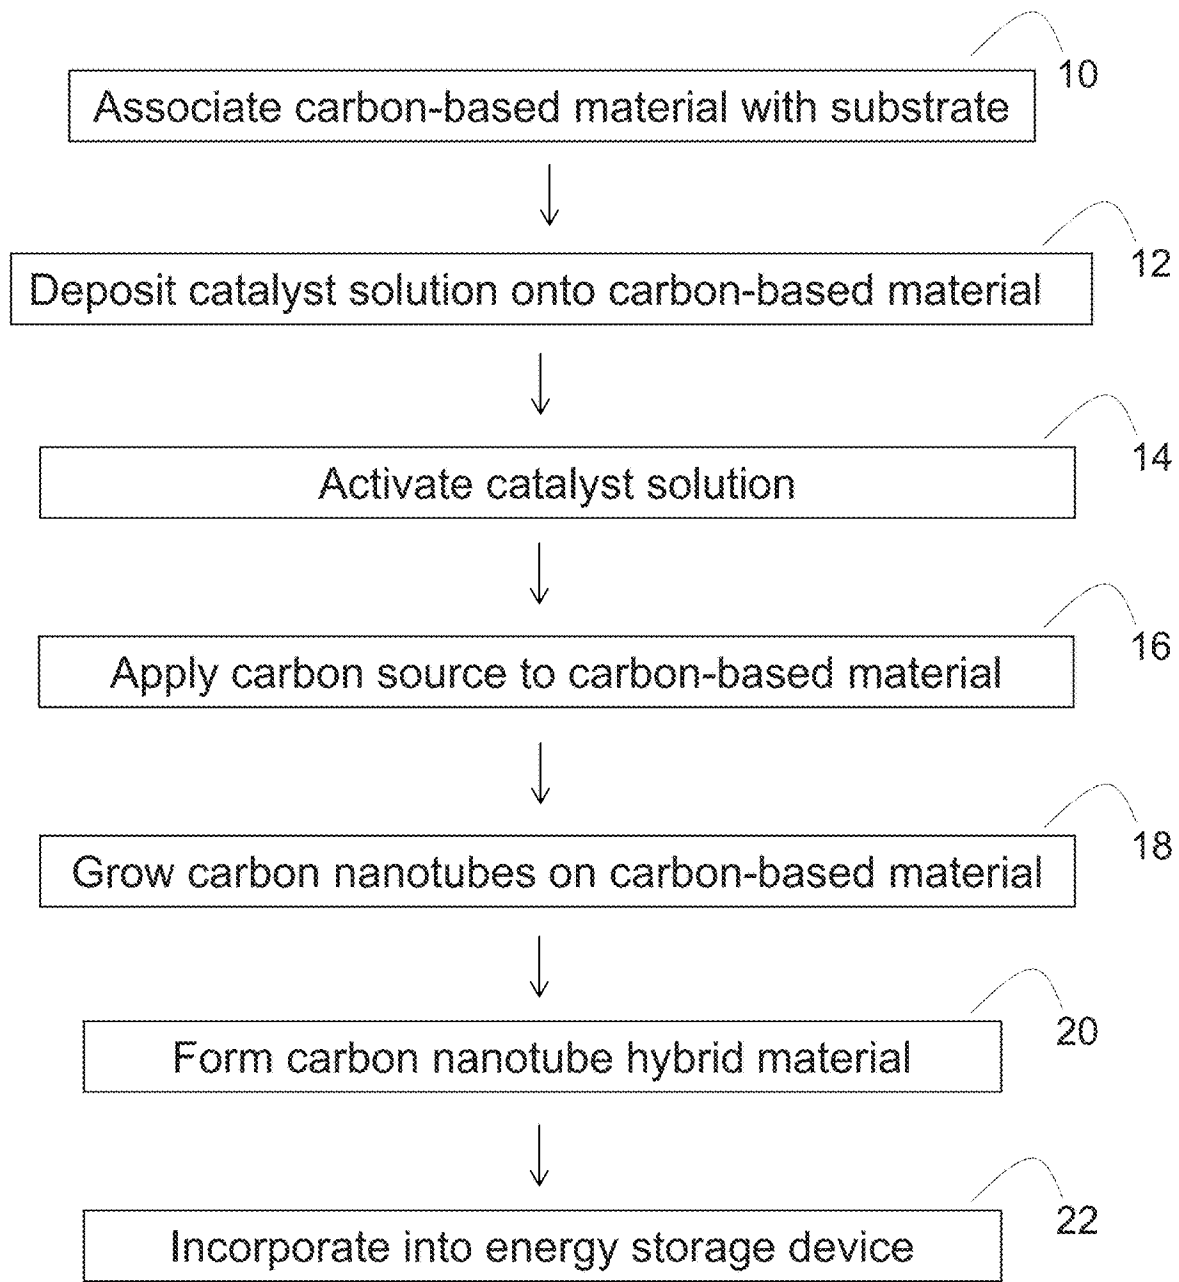 10
Associate carbon-based material with substrate
12
Deposit catalyst solution onto carbon-based material
14
Activate catalyst solution
16
Apply carbon source to carbon-based material
18
Grow carbon nanotubes on carbon-based material
20
Form carbon nanotube hybrid material
22
Incorporate into energy storage device